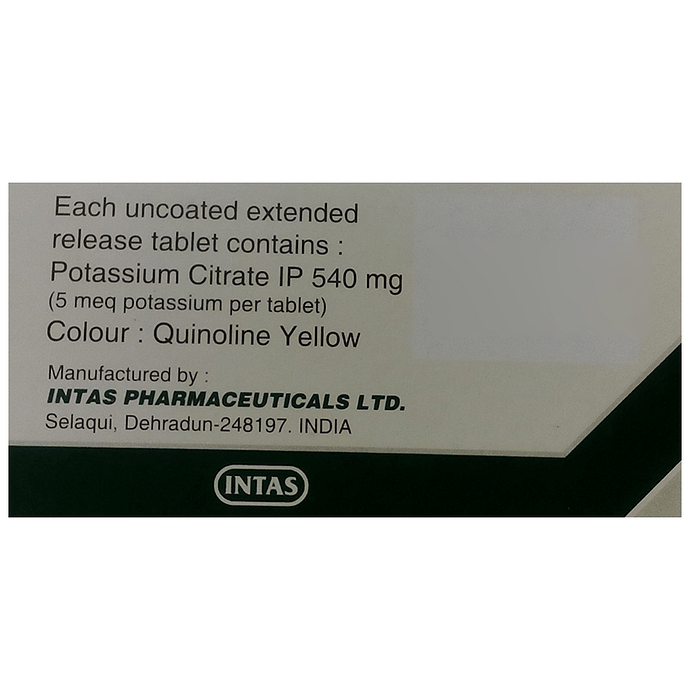 Each uncoated extended
release tablet contains :
Potassium Citrate IP 540 mg
(5 meq potassium per tablet)
Colour : Quinoline Yellow
Manufactured by :
INTAS PHARMACEUTICALS LTD.
Selaqui, Dehradun-248197. INDIA
INTAS